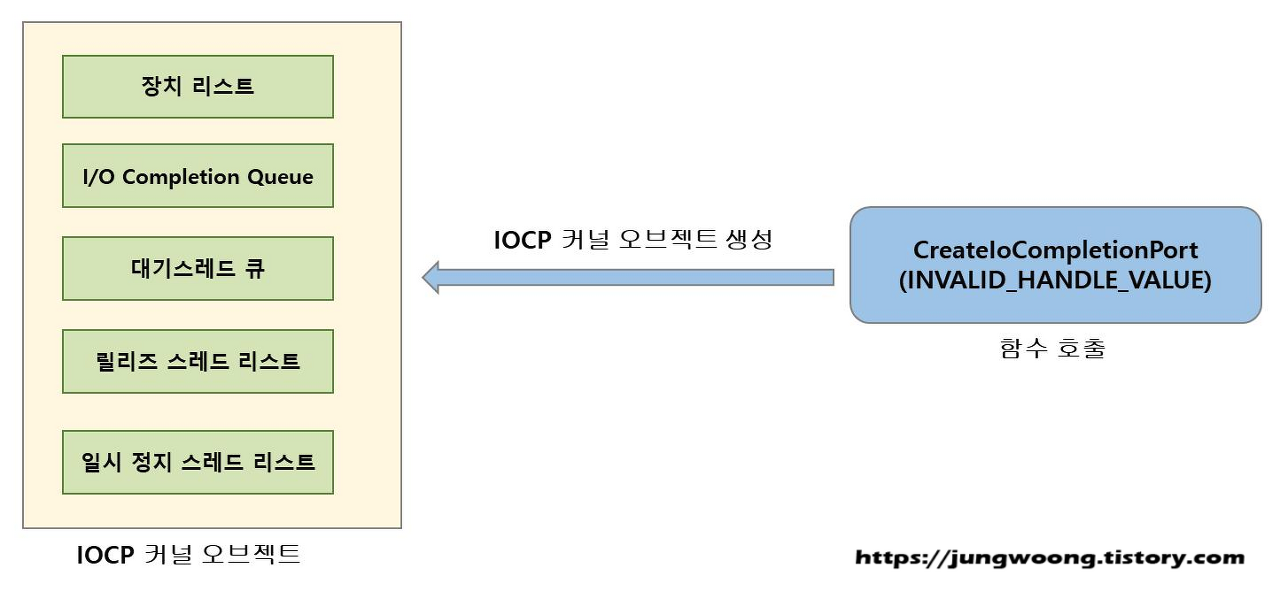 장치 리스트
I/O Completion Queue
대기스레드 큐
릴리즈 스레드 리스트
일시 정지 스레드 리스트
IOCP 커널 오브젝트
IOCP 커널 오브젝트 생성
CreateIoCompletionPort
(INVALID_HANDLE_VALUE)
함수 호출
https://jungwoong.tistory.com